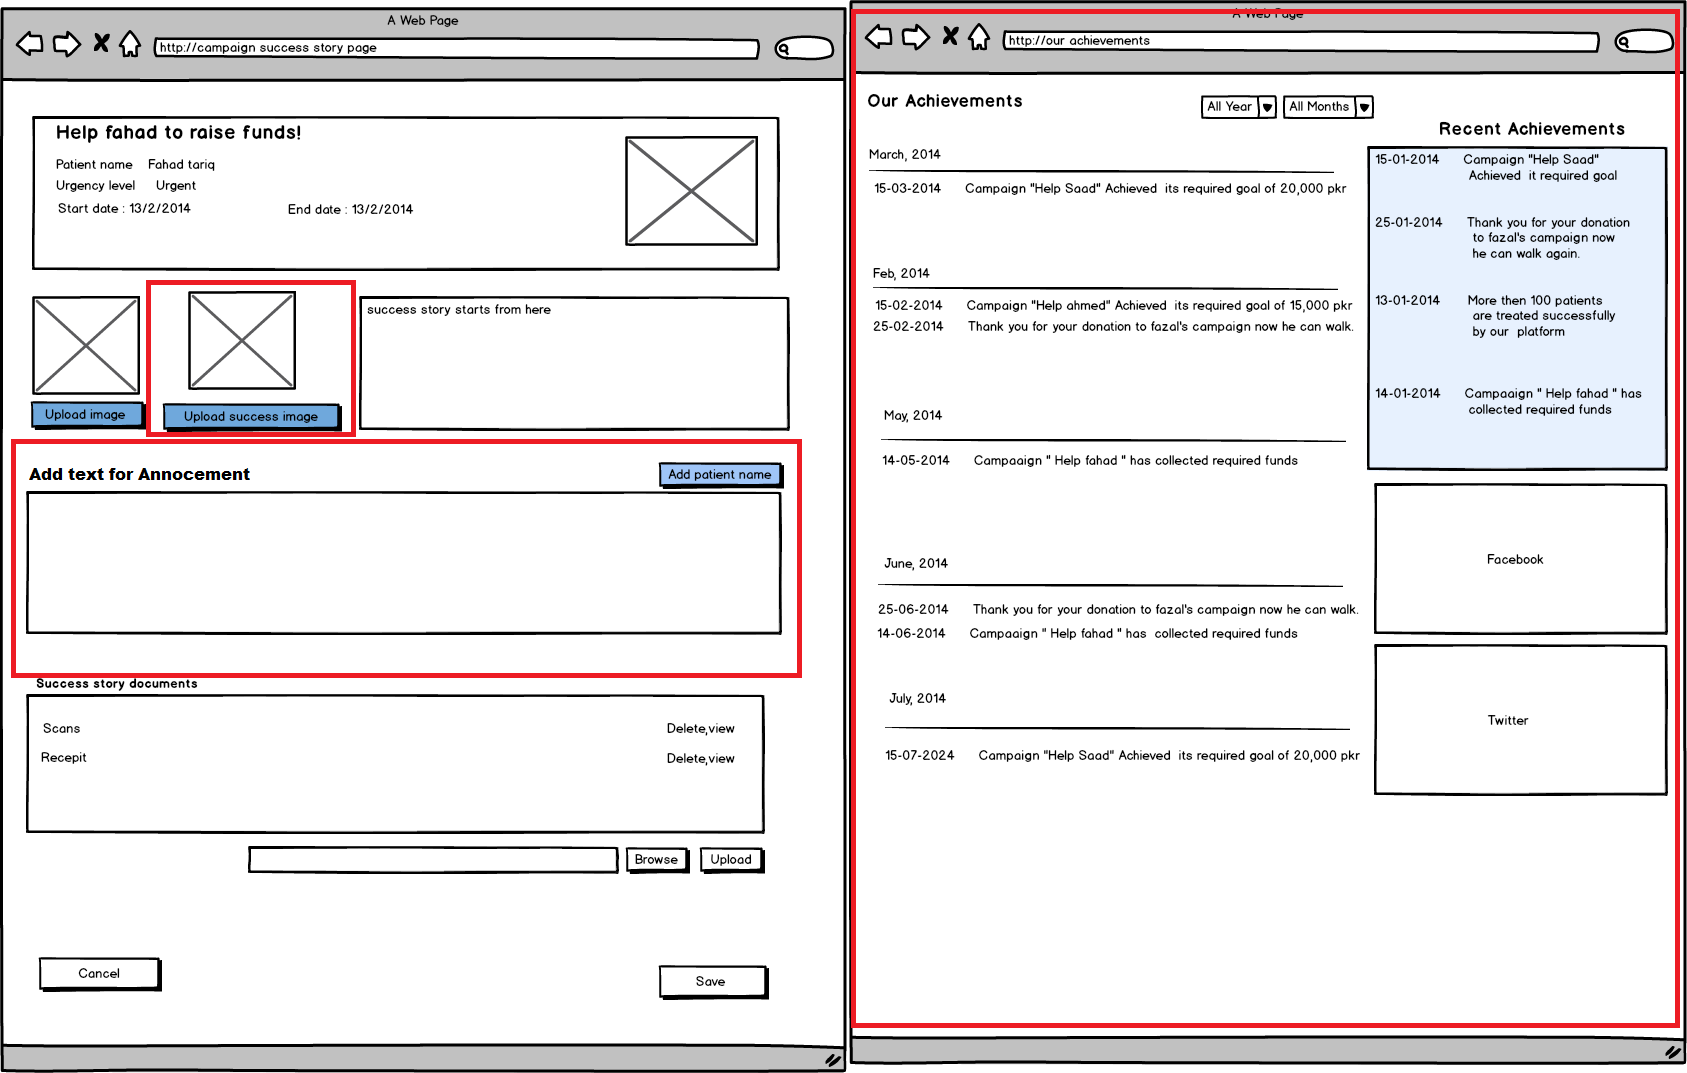 A Web Page
http://campaign success story page
Help fahad to raise funds!
Patient name Fahad tariq
Urgency level Urgent
Start date : 13/2/2014 End date : 13/2/2014
success story starts from here
Upload image
Upload success image
Add text for Annocement
Add patient name
Success story documents
Scans Delete,view
Recepit Delete,view
Browse
Upload
Cancel
Save
A Web Page
http://our achievements
Our Achievements
All Year
All Months
March, 2014
15-03-2014 Campaign "Help Saad" Achieved its required goal of 20,000 pkr
Feb, 2014
15-02-2014 Campaign "Help ahmed" Achieved its required goal of 15,000 pkr
25-02-2014 Thank you for your donation to fazal's campaign now he can walk.
May, 2014
14-05-2014 Campaaign " Help fahad " has collected required funds
June, 2014
25-06-2014 Thank you for your donation to fazal's campaign now he can walk.
14-06-2014 Campaaign " Help fahad " has collected required funds
July, 2014
15-07-2024 Campaign "Help Saad" Achieved its required goal of 20,000 pkr
Recent Achievements
15-01-2014 Campaign "Help Saad"
Achieved it required goal
25-01-2014 Thank you for your donation
to fazal's campaign now
he can walk again.
13-01-2014 More then 100 patients
are treated successfully
by our platform
14-01-2014 Campaaign " Help fahad " has
collected required funds
Facebook
Twitter